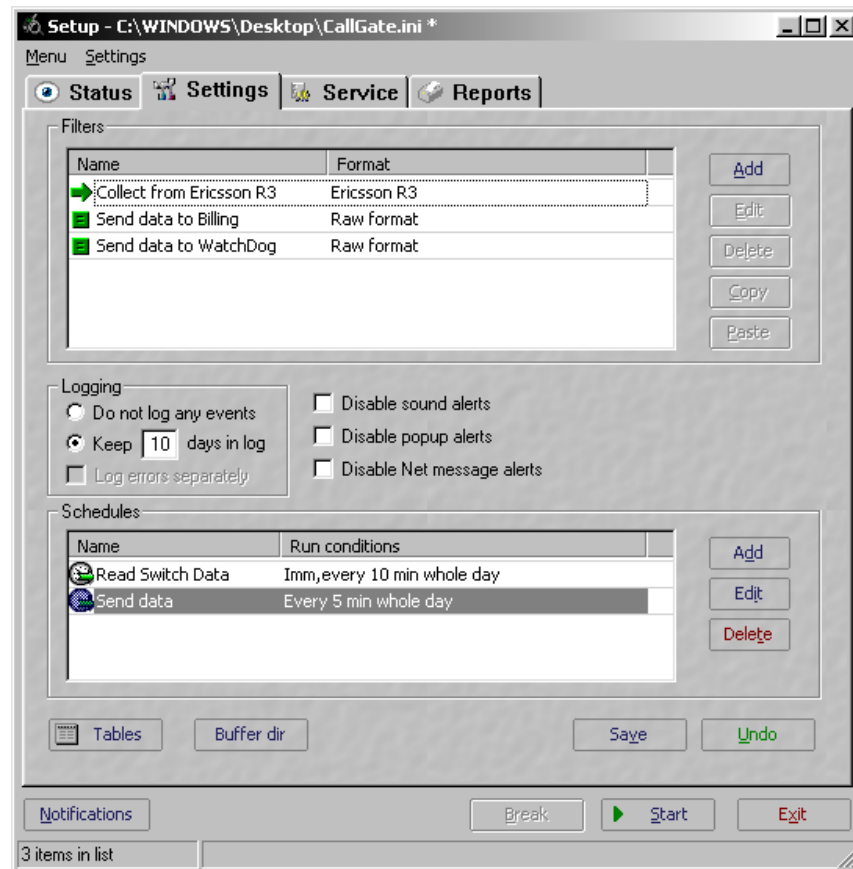 Setup - C:\WINDOWS\Desktop\CallGate.ini *
Menu Settings
Status Settings Service Reports
Filters
Name Format
Collect from Ericsson R3 Ericsson R3
Send data to Billing Raw format
Send data to WatchDog Raw format
Add
Edit
Delete
Copy
Paste
Logging
Do not log any events
Keep 10 days in log
Log errors separately
Disable sound alerts
Disable popup alerts
Disable Net message alerts
Schedules
Name Run conditions
Read Switch Data Imm,every 10 min whole day
Send data Every 5 min whole day
Add
Edit
Delete
Tables Buffer dir Save Undo
Notifications Break Start Exit
3 items in list